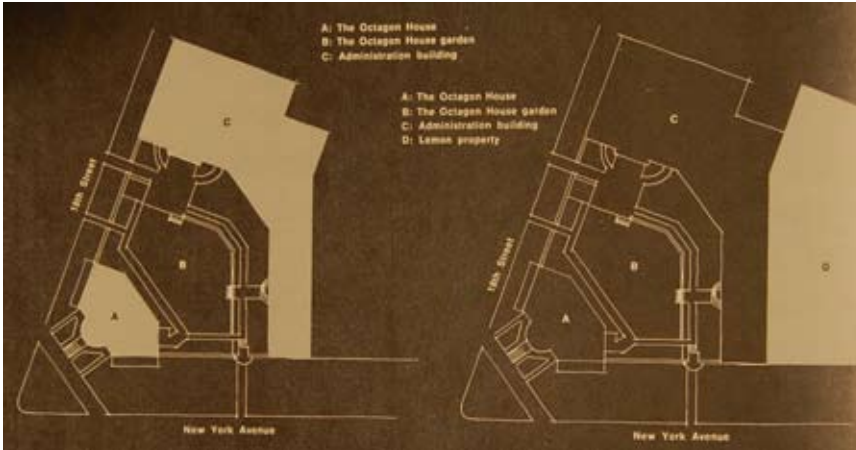 A: The Octagon House
B: The Octagon House garden
C: Administration building
C
18th Street
B
A
New York Avenue
A: The Octagon House
B: The Octagon House garden
C: Administration building
D: Lemon property
C
18th Street
B
D
A
New York Avenue